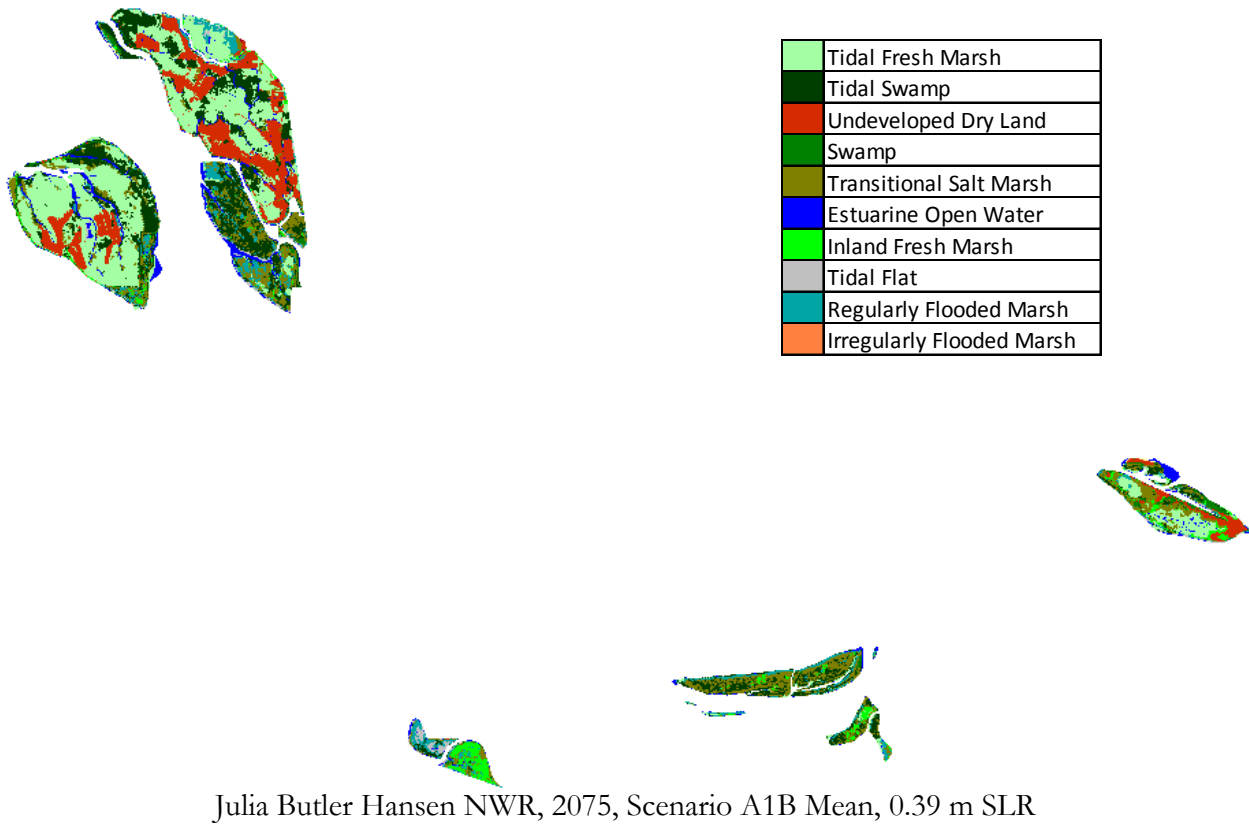 Tidal Fresh Marsh
Tidal Swamp
Undeveloped Dry Land
Swamp
Transitional Salt Marsh
Estuarine Open Water
Inland Fresh Marsh
Tidal Flat
Regularly Flooded Marsh
Irregularly Flooded Marsh
Julia Butler Hansen NWR, 2075, Scenario A1B Mean, 0.39 m SLR